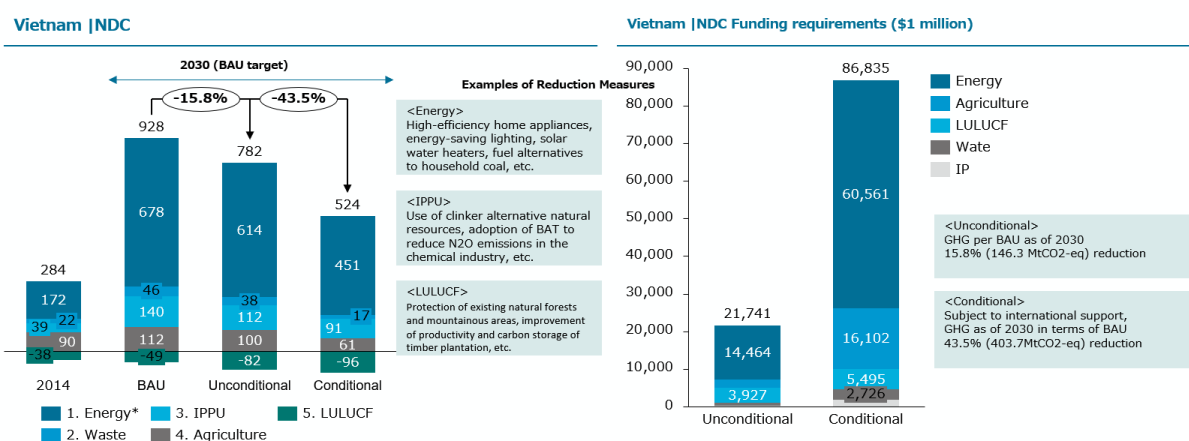 Vietnam |NDC
2030 (BAU target)
-15.8%
-43.5%
928
782
524
284
678
614
451
172
46
38
17
22
39
140
112
91
90
112
100
61
-38
-49
-82
-96
2014
BAU
Unconditional
Conditional
1. Energy*
3. IPPU
5. LULUCF
2. Waste
4. Agriculture
Examples of Reduction Measures
<Energy>
High-efficiency home appliances,
energy-saving lighting, solar
water heaters, fuel alternatives
to household coal, etc.
<IPPU>
Use of clinker alternative natural
resources, adoption of BAT to
reduce N2O emissions in the
chemical industry, etc.
<LULUCF>
Protection of existing natural forests
and mountainous areas, improvement
of productivity and carbon storage of
timber plantation, etc.
Vietnam |NDC Funding requirements ($1 million)
90,000
80,000
70,000
60,000
50,000
40,000
30,000
20,000
10,000
0
21,741
14,464
3,927
86,835
60,561
16,102
5,495
2,726
Unconditional
Conditional
Energy
Agriculture
LULUCF
Wate
IP
<Unconditional>
GHG per BAU as of 2030
15.8% (146.3 MtCO2-eq) reduction
<Conditional>
Subject to international support,
GHG as of 2030 in terms of BAU
43.5% (403.7MtCO2-eq) reduction